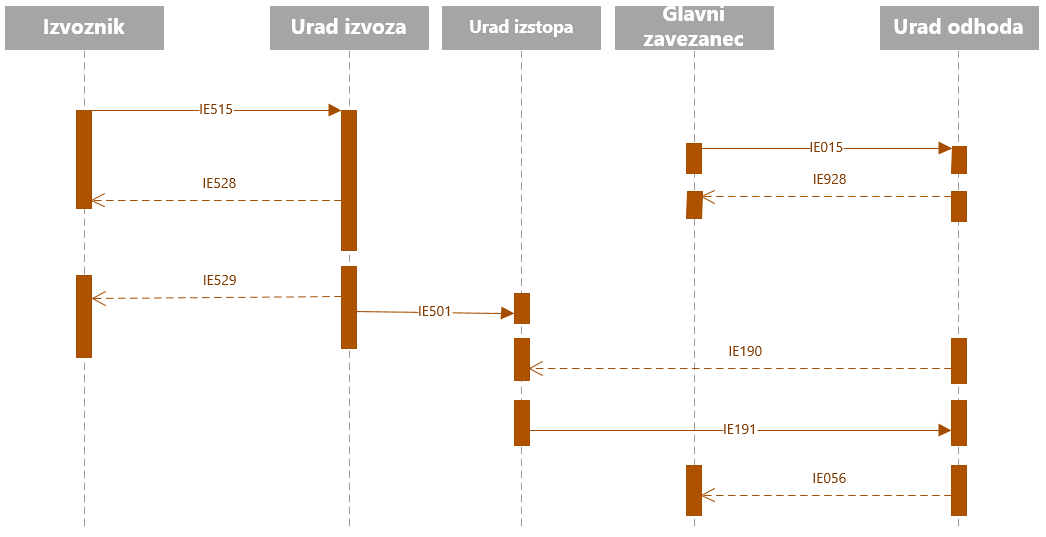 Izvoznik
Urad izvoza
Urad izstopa
Glavni
zavezanec
Urad odhoda
IE515
IE015
IE528
IE928
IE529
IE501
IE190
IE191
IE056